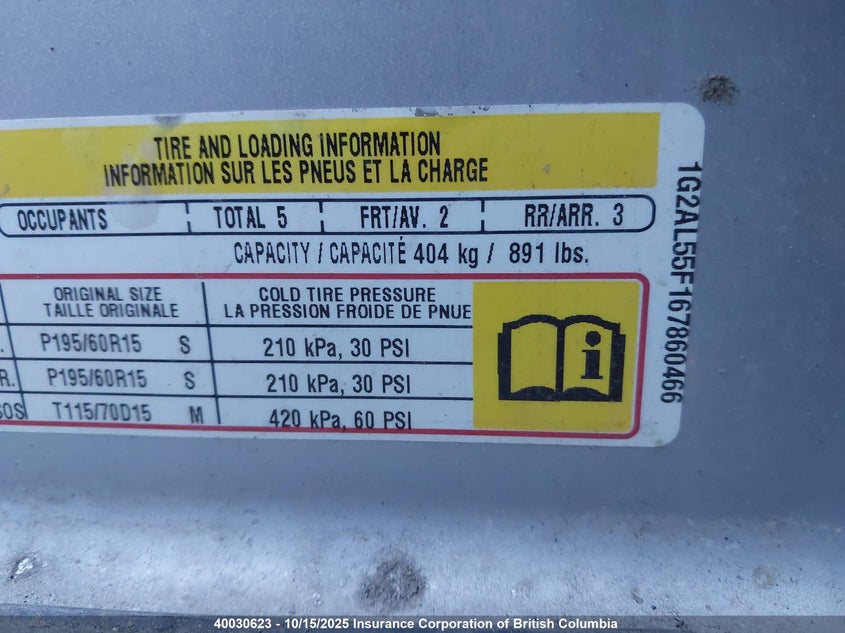 TIRE AND LOADING INFORMATION
INFORMATION SUR LES PNEUS ET LA CHARGE
OCCUPANTS TOTAL 5 FRT/AV. 2 RR/ARR. 3
CAPACITY / CAPACITÉ 404 kg / 891 lbs.
ORIGINAL SIZE COLD TIRE PRESSURE
TAILLE ORIGINALE LA PRESSION FROIDE DE PNUE
P195/60R15 S 210 kPa, 30 PSI
R. P195/60R15 S 210 kPa, 30 PSI
T115/70D15 M 420 kPa, 60 PSI
1G2AL55F167860466
40030623 - 10/15/2025 Insurance Corporation of British Columbia